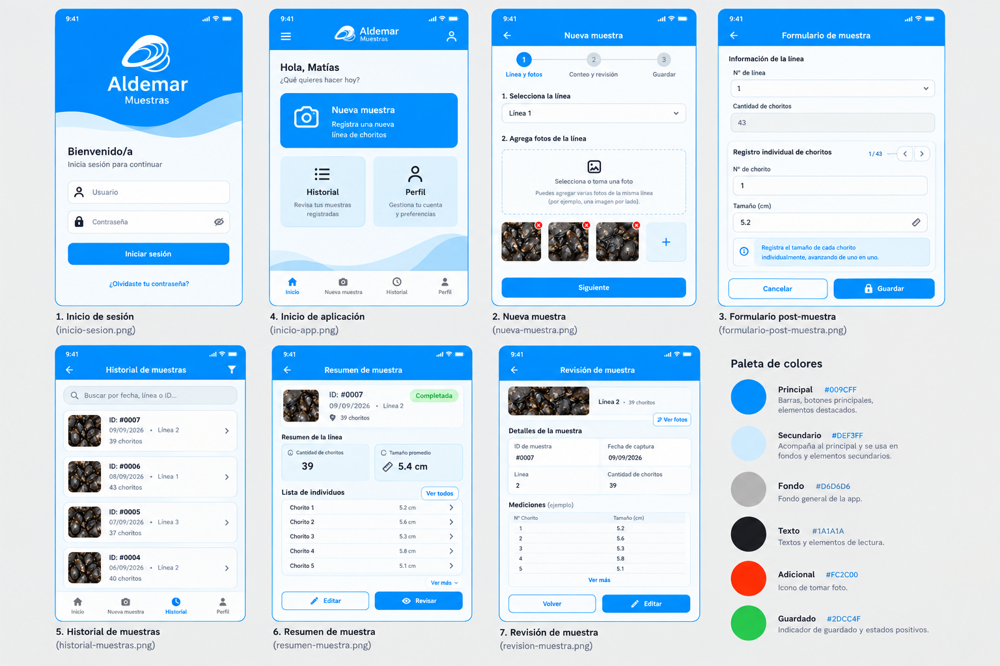 9:41
Aldemar
Muestras
Bienvenido/a
Inicia sesión para continuar
Usuario
Contraseña
Iniciar sesión
¿Olvidaste tu contraseña?
1. Inicio de sesión
(inicio-sesion.png)
9:41
Aldemar
Muestras
Hola, Matías
¿Qué quieres hacer hoy?
Nueva muestra
Registra una nueva
línea de choritos
Historial
Revisa tus muestras
registradas
Perfil
Gestiona tu cuenta
y preferencias
Inicio
Nueva muestra
Historial
Perfil
4. Inicio de aplicación
(inicio-app.png)
9:41
Nueva muestra
1
2
3
Línea y fotos
Conteo y revisión
Guardar
1. Selecciona la línea
Línea 1
2. Agrega fotos de la línea
Selecciona o toma una foto
Puedes agregar varias fotos de la misma línea
(por ejemplo, una imagen por lado).
+
Siguiente
2. Nueva muestra
(nueva-muestra.png)
9:41
Formulario de muestra
Información de la línea
N° de línea
1
Cantidad de choritos
43
Registro individual de choritos
1/43
N° de chorito
1
Tamaño (cm)
5.2
Registra el tamaño de cada chorito
individualmente, avanzando de uno en uno.
Cancelar
Guardar
3. Formulario post-muestra
(formulario-post-muestra.png)
9:41
Historial de muestras
Buscar por fecha, línea o ID...
ID: #0007
09/09/2026 • Línea 2
39 choritos
ID: #0006
08/09/2026 • Línea 1
43 choritos
ID: #0005
07/09/2026 • Línea 3
37 choritos
ID: #0004
06/09/2026 • Línea 2
40 choritos
Inicio
Nueva muestra
Historial
Perfil
5. Historial de muestras
(historial-muestras.png)
9:41
Resumen de muestra
ID: #0007
Completada
09/09/2026 • Línea 2
39 choritos
Resumen de la línea
Cantidad de choritos
39
Tamaño promedio
5.4 cm
Lista de individuos
Ver todos
Chorito 1 5.2 cm
Chorito 2 5.6 cm
Chorito 3 5.3 cm
Chorito 4 5.8 cm
Chorito 5 5.1 cm
Ver más
Editar
Revisar
6. Resumen de muestra
(resumen-muestra.png)
9:41
Revisión de muestra
Línea 2 • 39 choritos
Ver fotos
Detalles de la muestra
ID de muestra
#0007
Fecha de captura
09/09/2026
Linea
2
Cantidad de choritos
39
Mediciones (ejemplo)
N° Chorito Tamaño (cm)
1 5.2
2 5.6
3 5.3
4 5.8
5 5.1
Ver más
Volver
Editar
7. Revisión de muestra
(revision-muestra.png)
Paleta de colores
Principal #009CFF
Barras, botones principales,
elementos destacados.
Secundario #DEF3FF
Acompaña al principal y se usa en
fondos y elementos secundarios.
Fondo #D6D6D6
Fondo general de la app.
Texto #1A1A1A
Textos y elementos de lectura.
Adicional #FC2C00
Icono de tomar foto.
Guardado #2DCC4F
Indicador de guardado y estados positivos.